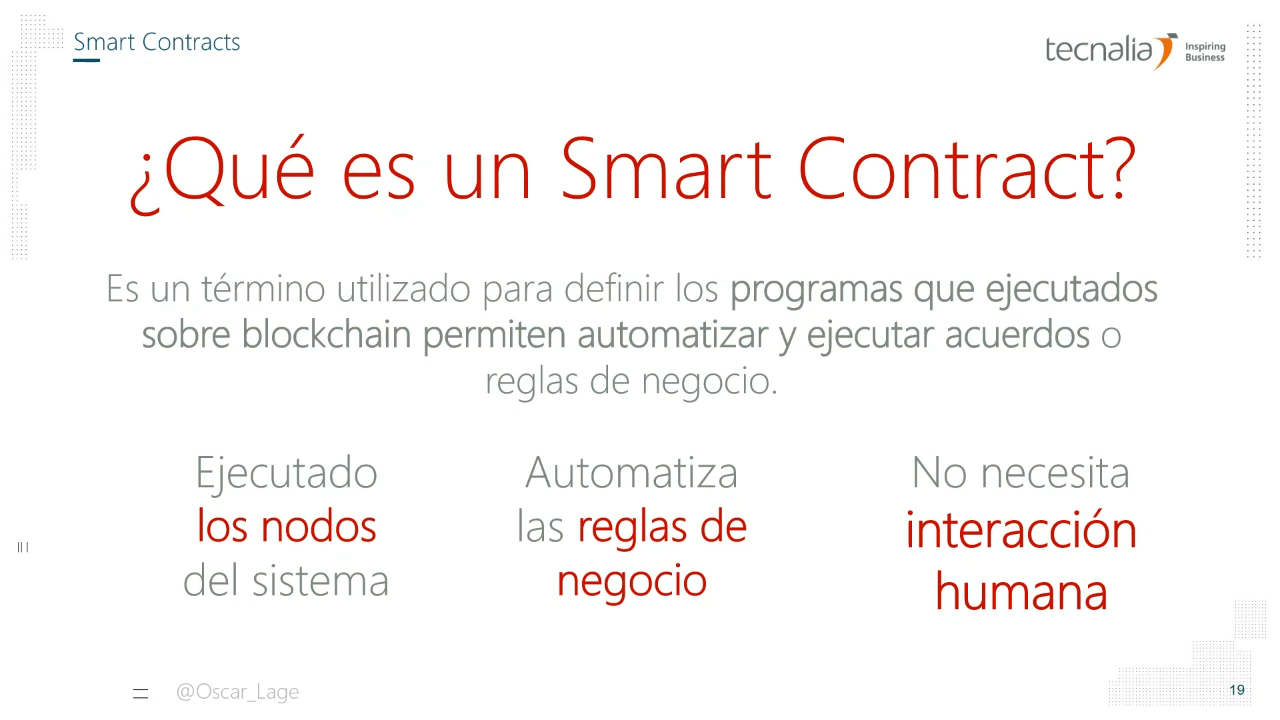 Smart Contracts
tecnalia Inspiring
Business
¿Qué es un Smart Contract?
Es un término utilizado para definir los programas que ejecutados
sobre blockchain permiten automatizar y ejecutar acuerdos o
reglas de negocio.
Ejecutado
los nodos
del sistema
Automatiza
las reglas de
negocio
No necesita
interacción
humana
@Oscar_Lage
19